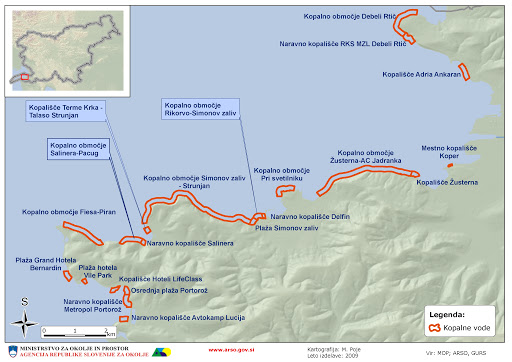 Kopalno območje Debeli Rtič
Naravno kopališče RKS MZL Debeli Rtič
Kopališče Adria Ankaran
Kopališče Terme Krka -
Talaso Strunjan
Kopalno območje
Rikorvo-Simonov zaliv
Kopalno območje
Salinera-Pacug
Kopalno območje
Žusterna-AC Jadranka
Mestno kopališče
Koper
Kopalno območje
Pri svetilniku
Kopalno območje Simonov zaliv
- Strunjan
Kopališče Žusterna
Kopalno območje Fiesa-Piran
Naravno kopališče Delfin
Plaža Simonov zaliv
Naravno kopališče Salinera
Plaža Grand Hotela
Bernardin
Plaža hotela
Vile Park
Kopališče Hoteli LifeClass
Osrednja plaža Portorož
Naravno kopališče
Metropol Portorož
Naravno kopališče Avtokamp Lucija
S
0 1 2
km
Legenda:
Kopalne vode
MINISTRSTVO ZA OKOLJE IN PROSTOR
AGENCIJA REPUBLIKE SLOVENIJE ZA OKOLJE
www.arso.gov.si
Kartografija: M. Poje
Leto izdelave: 2009
Vir: MOP; ARSO, GURS